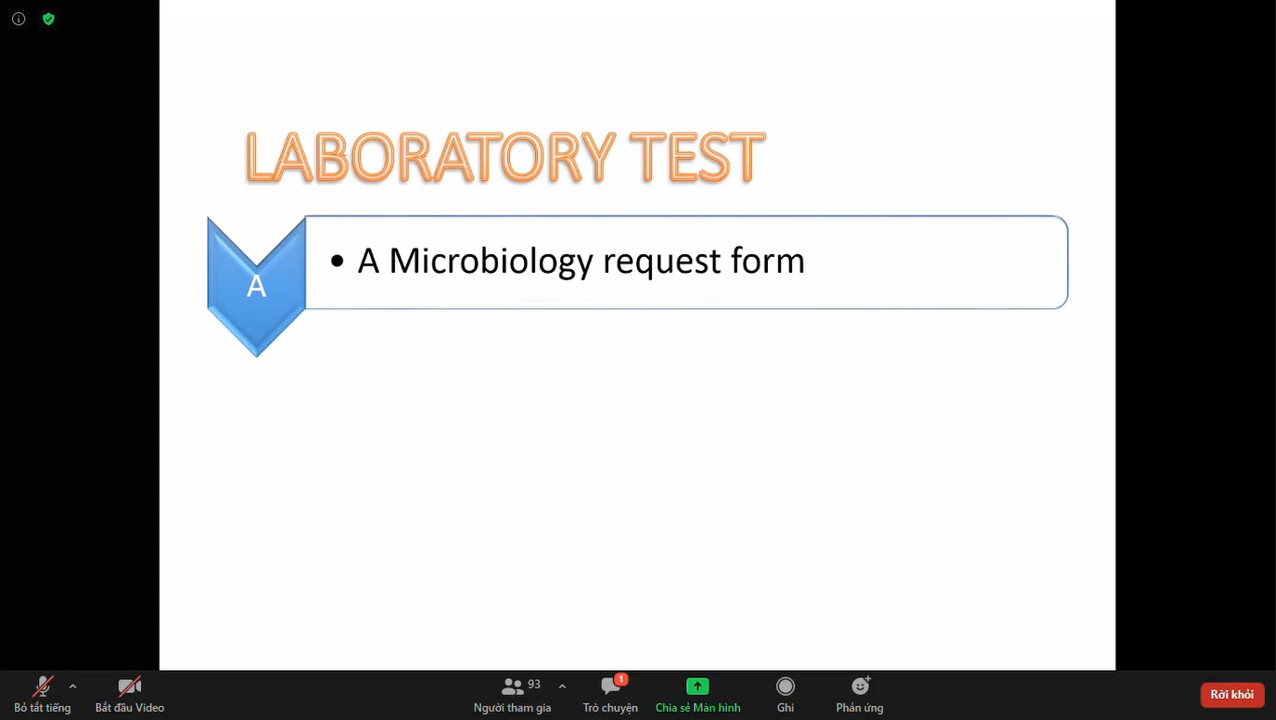 LABORATORY TEST
A
• A Microbiology request form
93
1
Bỏ tắt tiếng
Bắt đầu Video
Người tham gia
Trò chuyện
Chia sẻ Màn hình
Ghi
Phản ứng
Rời khỏi